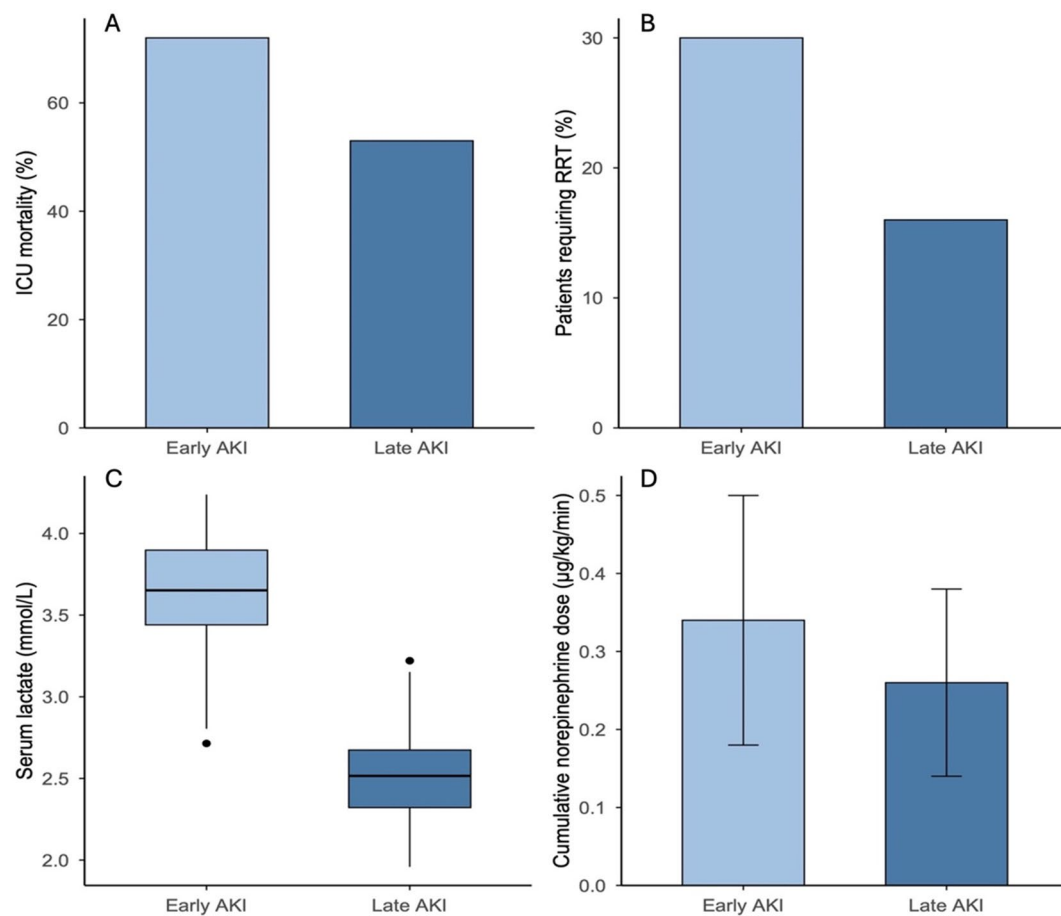 A
ICU mortality (%)
60
40
20
0
Early AKI
Late AKI
B
Patients requiring RRT (%)
30
20
10
0
Early AKI
Late AKI
C
Serum lactate (mmol/L)
4.0
3.5
3.0
2.5
2.0
Early AKI
Late AKI
D
Cumulative norepinephrine dose (µg/kg/min)
0.5
0.4
0.3
0.2
0.1
0.0
Early AKI
Late AKI